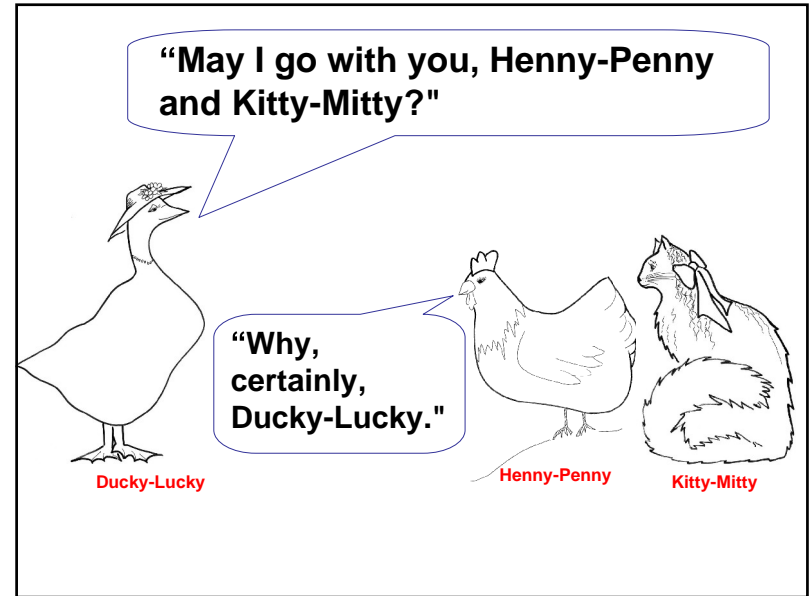 “May I go with you, Henny-Penny
and Kitty-Mitty?"
“Why,
certainly,
Ducky-Lucky."
Ducky-Lucky
Henny-Penny
Kitty-Mitty